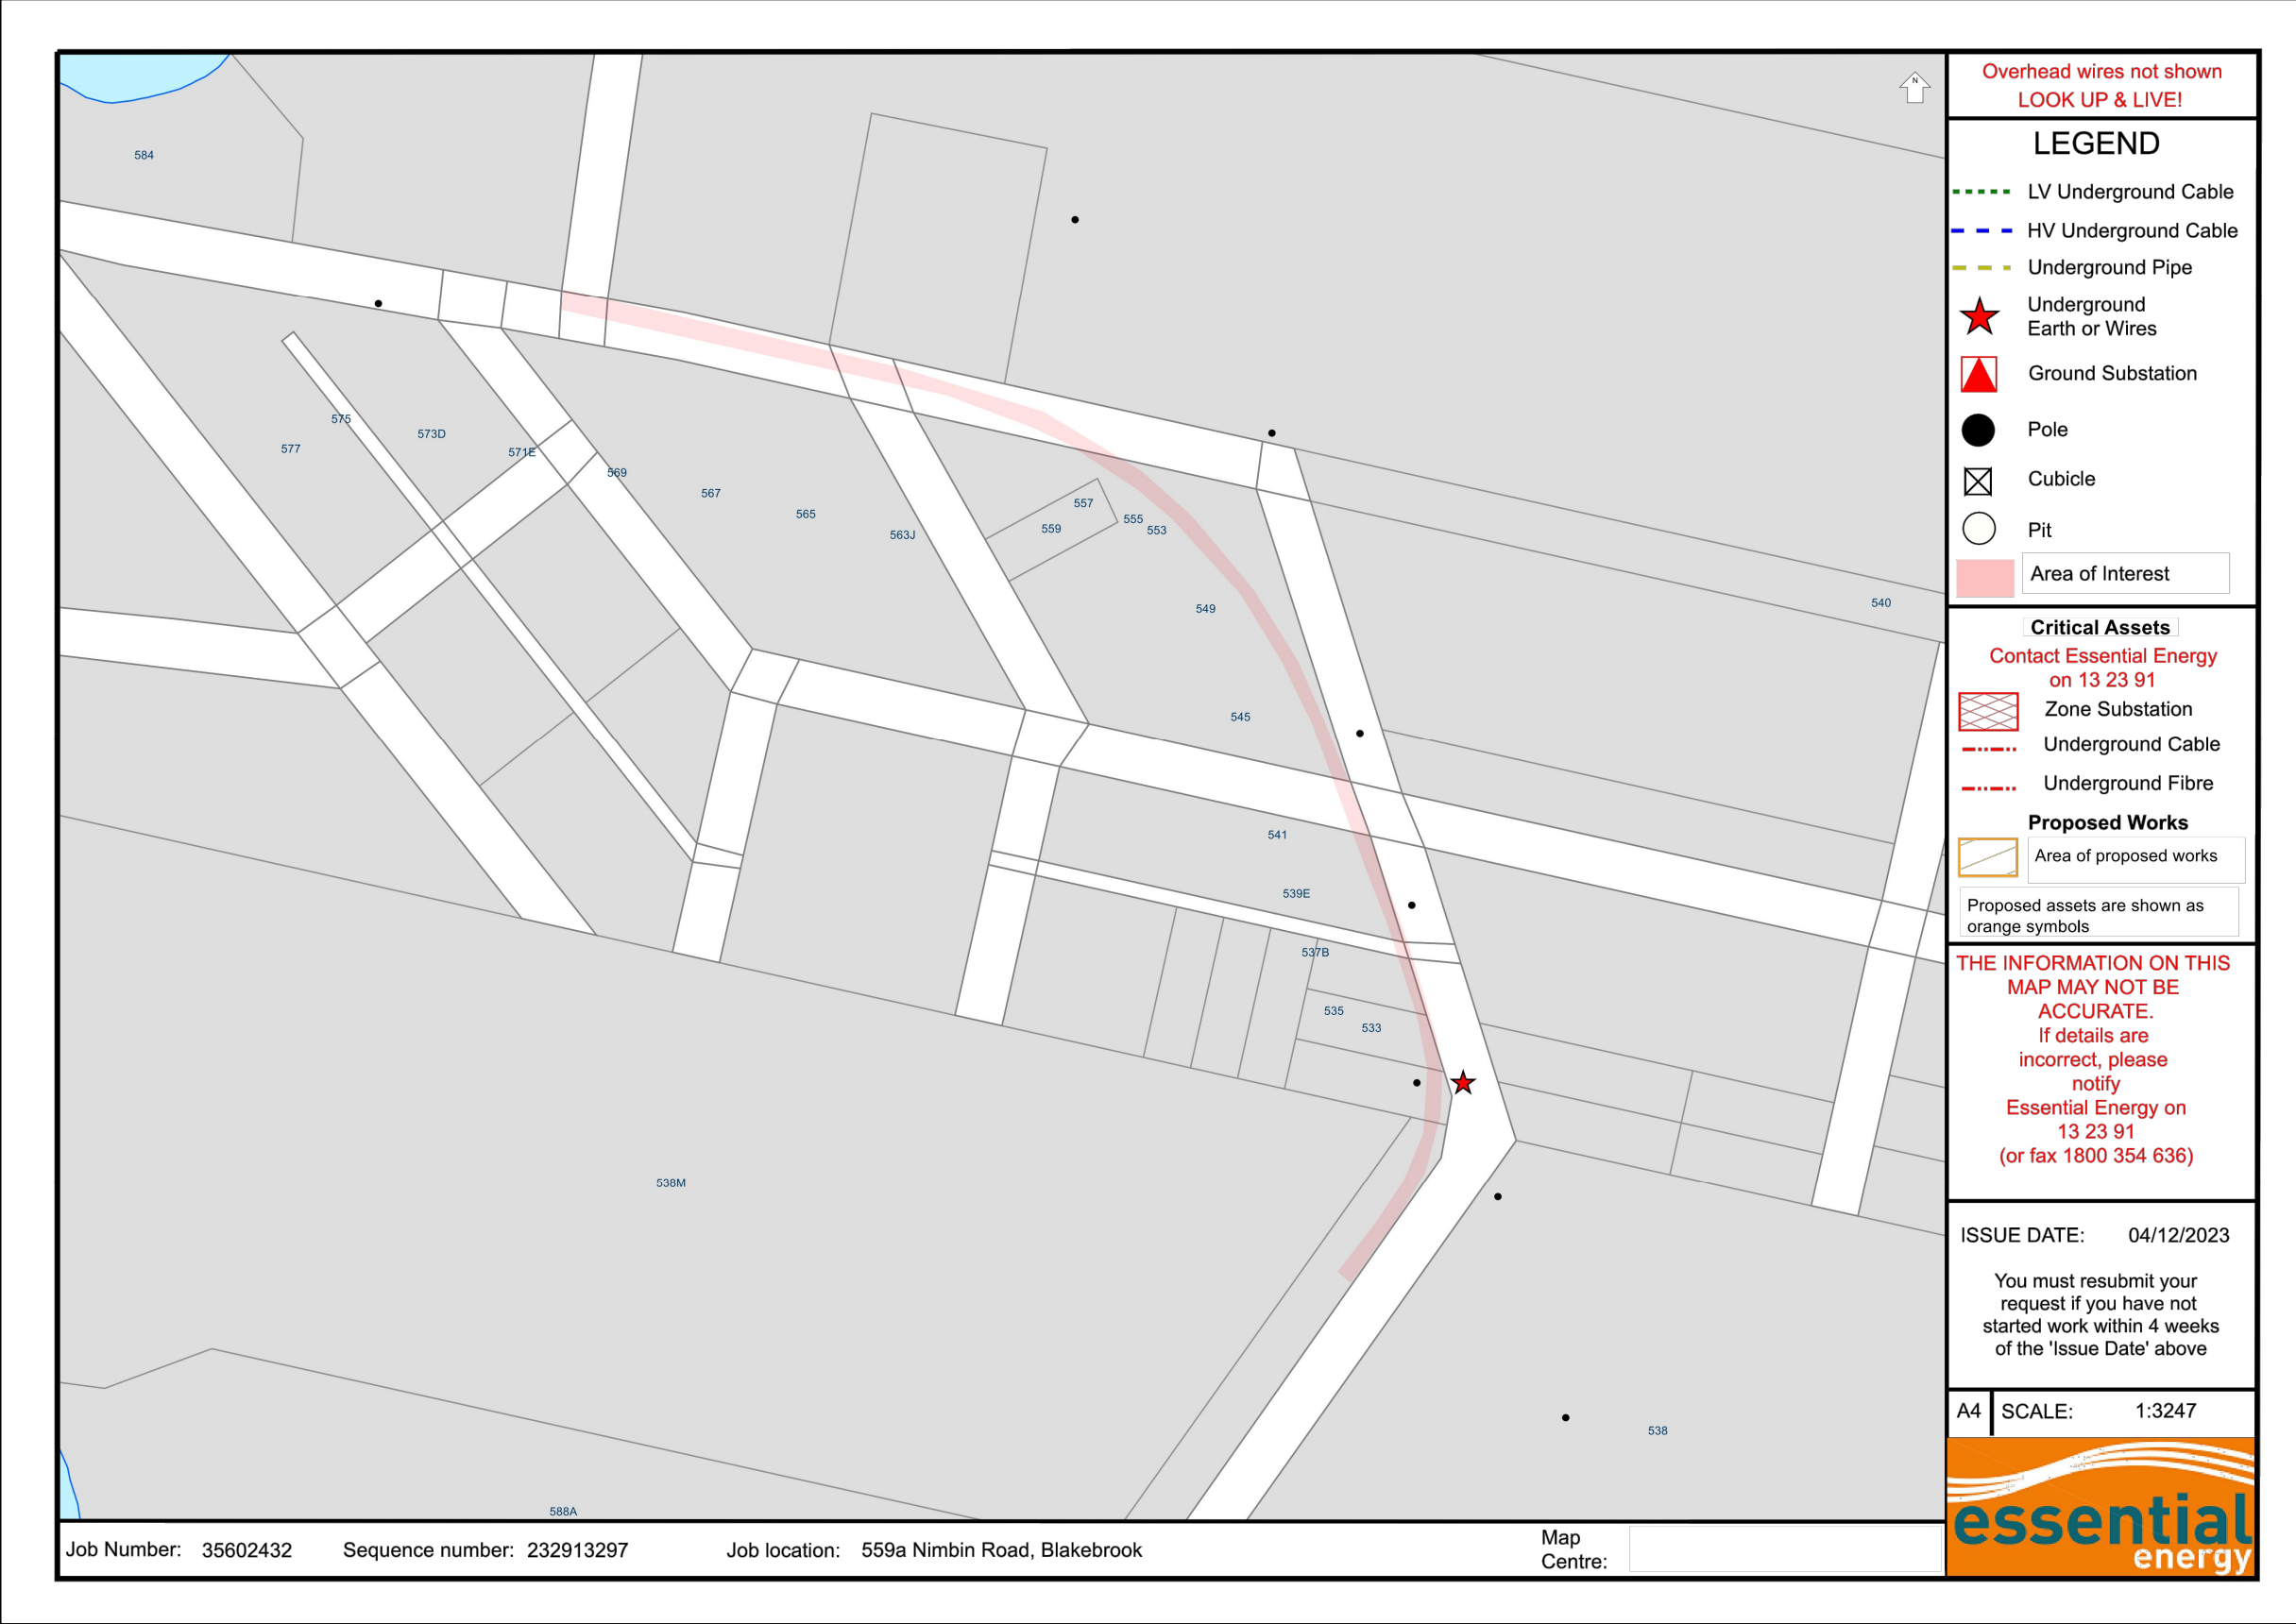 Overhead wires not shown
LOOK UP & LIVE!
N
LEGEND
LV Underground Cable
HV Underground Cable
Underground Pipe
Underground
Earth or Wires
Ground Substation
Pole
Cubicle
Pit
Area of Interest
Critical Assets
Contact Essential Energy
on 13 23 91
Zone Substation
Underground Cable
Underground Fibre
Proposed Works
Area of proposed works
Proposed assets are shown as
orange symbols
THE INFORMATION ON THIS
MAP MAY NOT BE
ACCURATE.
If details are
incorrect, please
notify
Essential Energy on
13 23 91
(or fax 1800 354 636)
ISSUE DATE: 04/12/2023
You must resubmit your
request if you have not
started work within 4 weeks
of the 'Issue Date' above
A4 SCALE: 1:3247
essential
energy
584
575
577
573D
571E
569
567
565
563J
557
559
555
553
549
540
545
541
539E
537B
535
533
538M
538
588A
Job Number: 35602432 Sequence number: 232913297 Job location: 559a Nimbin Road, Blakebrook
Map
Centre: